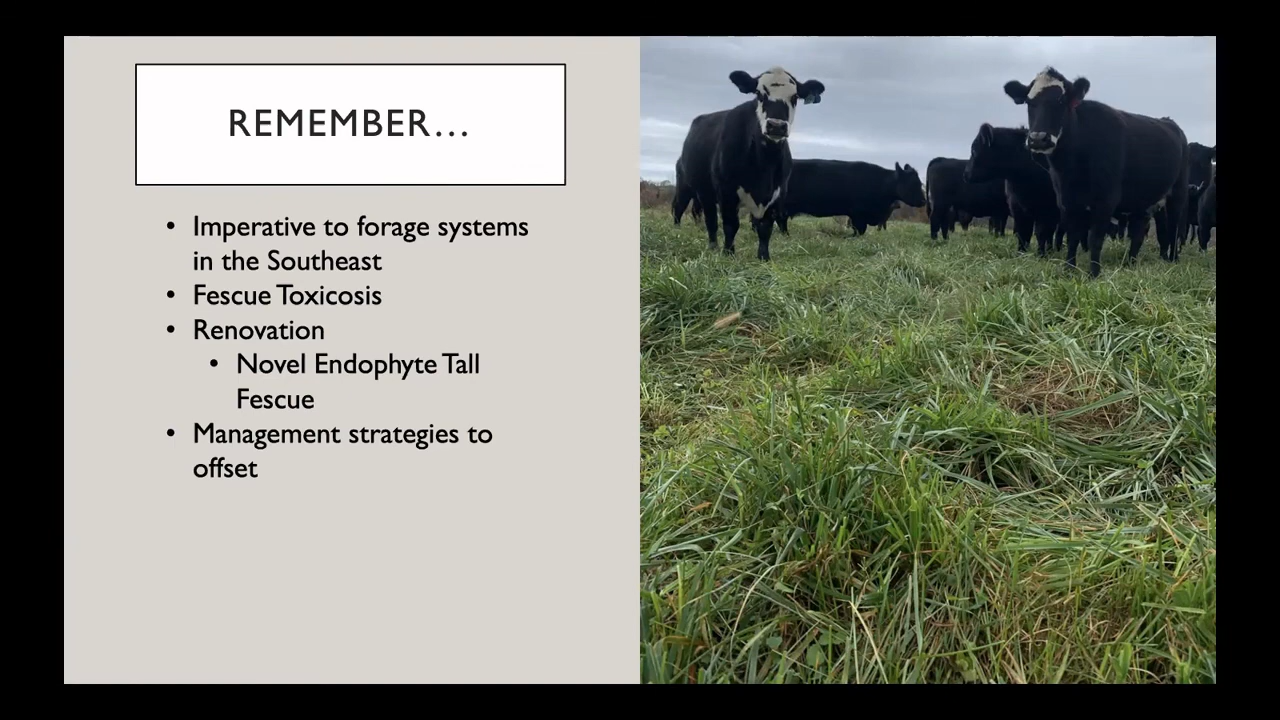 REMEMBER...
• Imperative to forage systems
in the Southeast
• Fescue Toxicosis
• Renovation
• Novel Endophyte Tall
Fescue
• Management strategies to
offset